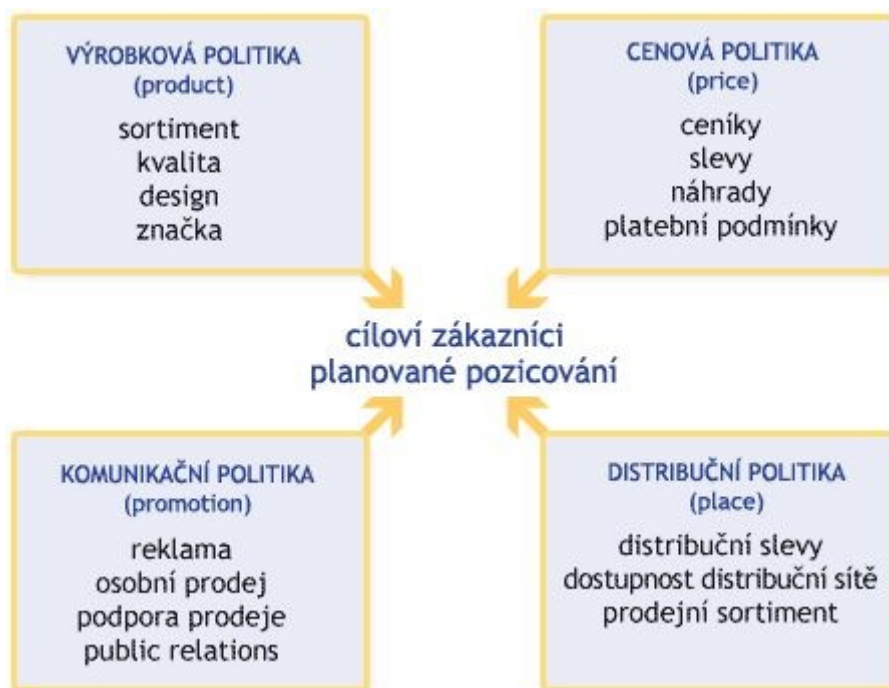 VÝROBKOVÁ POLITIKA
(product)
sortiment
kvalita
design
značka
CENOVÁ POLITIKA
(price)
ceníky
slevy
náhrady
platební podmínky
cíloví zákazníci
planované pozicování
KOMUNIKAČNÍ POLITIKA
(promotion)
reklama
osobní prodej
podpora prodeje
public relations
DISTRIBUČNÍ POLITIKA
(place)
distribuční slevy
dostupnost distribuční sítě
prodejní sortiment